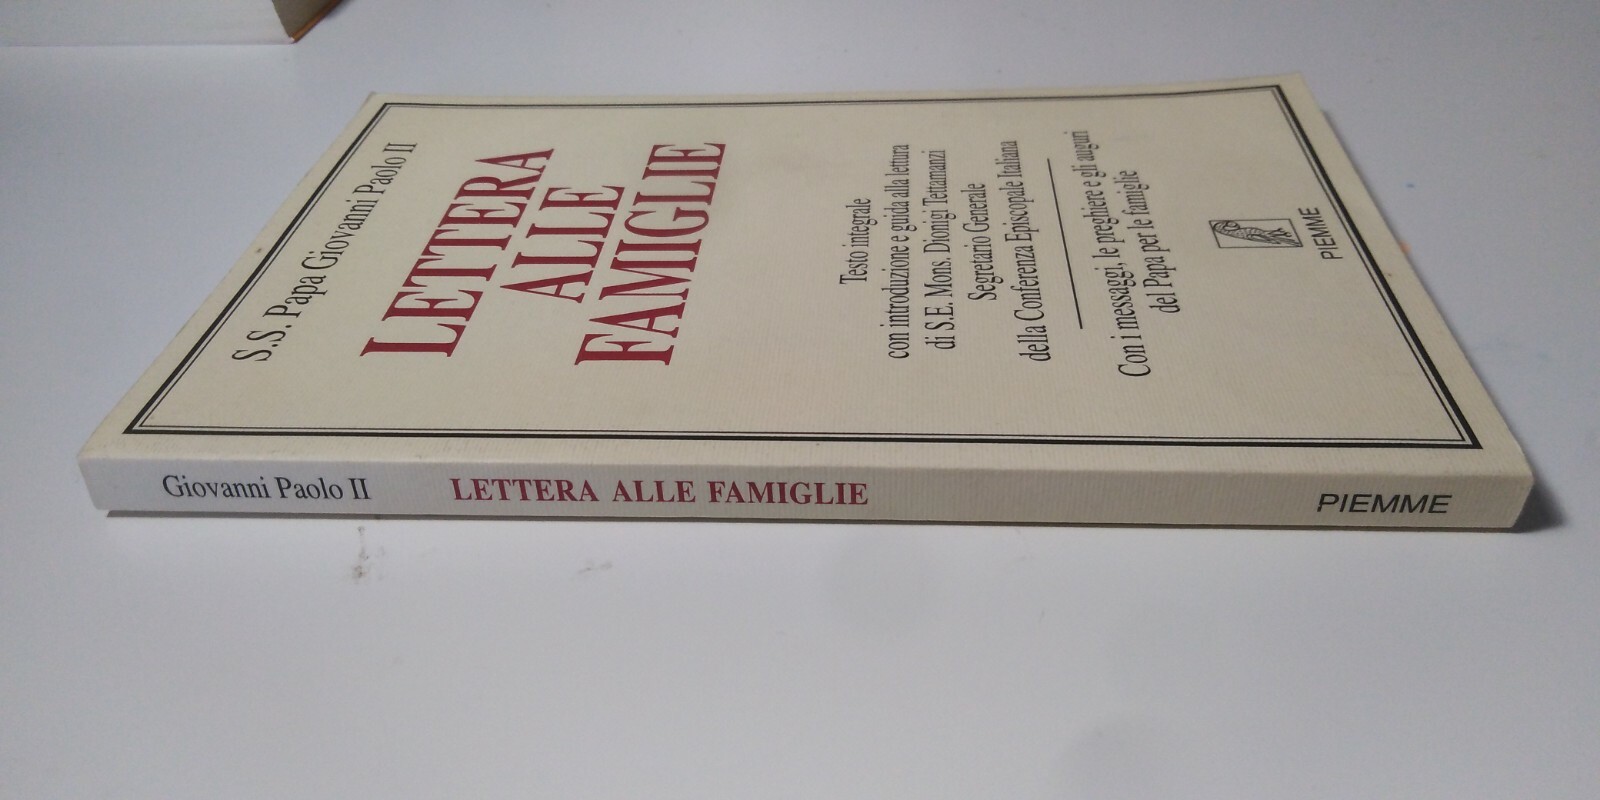 S.S. Papa Giovanni Paolo II
LETTERA
ALLE
FAMIGLIE
Testo integrale
con introduzione e guida alla lettura
di S.E. Mons. Dionigi Tettamanzi
Segretario Generale
della Conferenza Episcopale Italiana
Con i messaggi, le preghiere e gli auguri
del Papa per le famiglie
PIEMME
Giovanni Paolo II LETTERA ALLE FAMIGLIE PIEMME